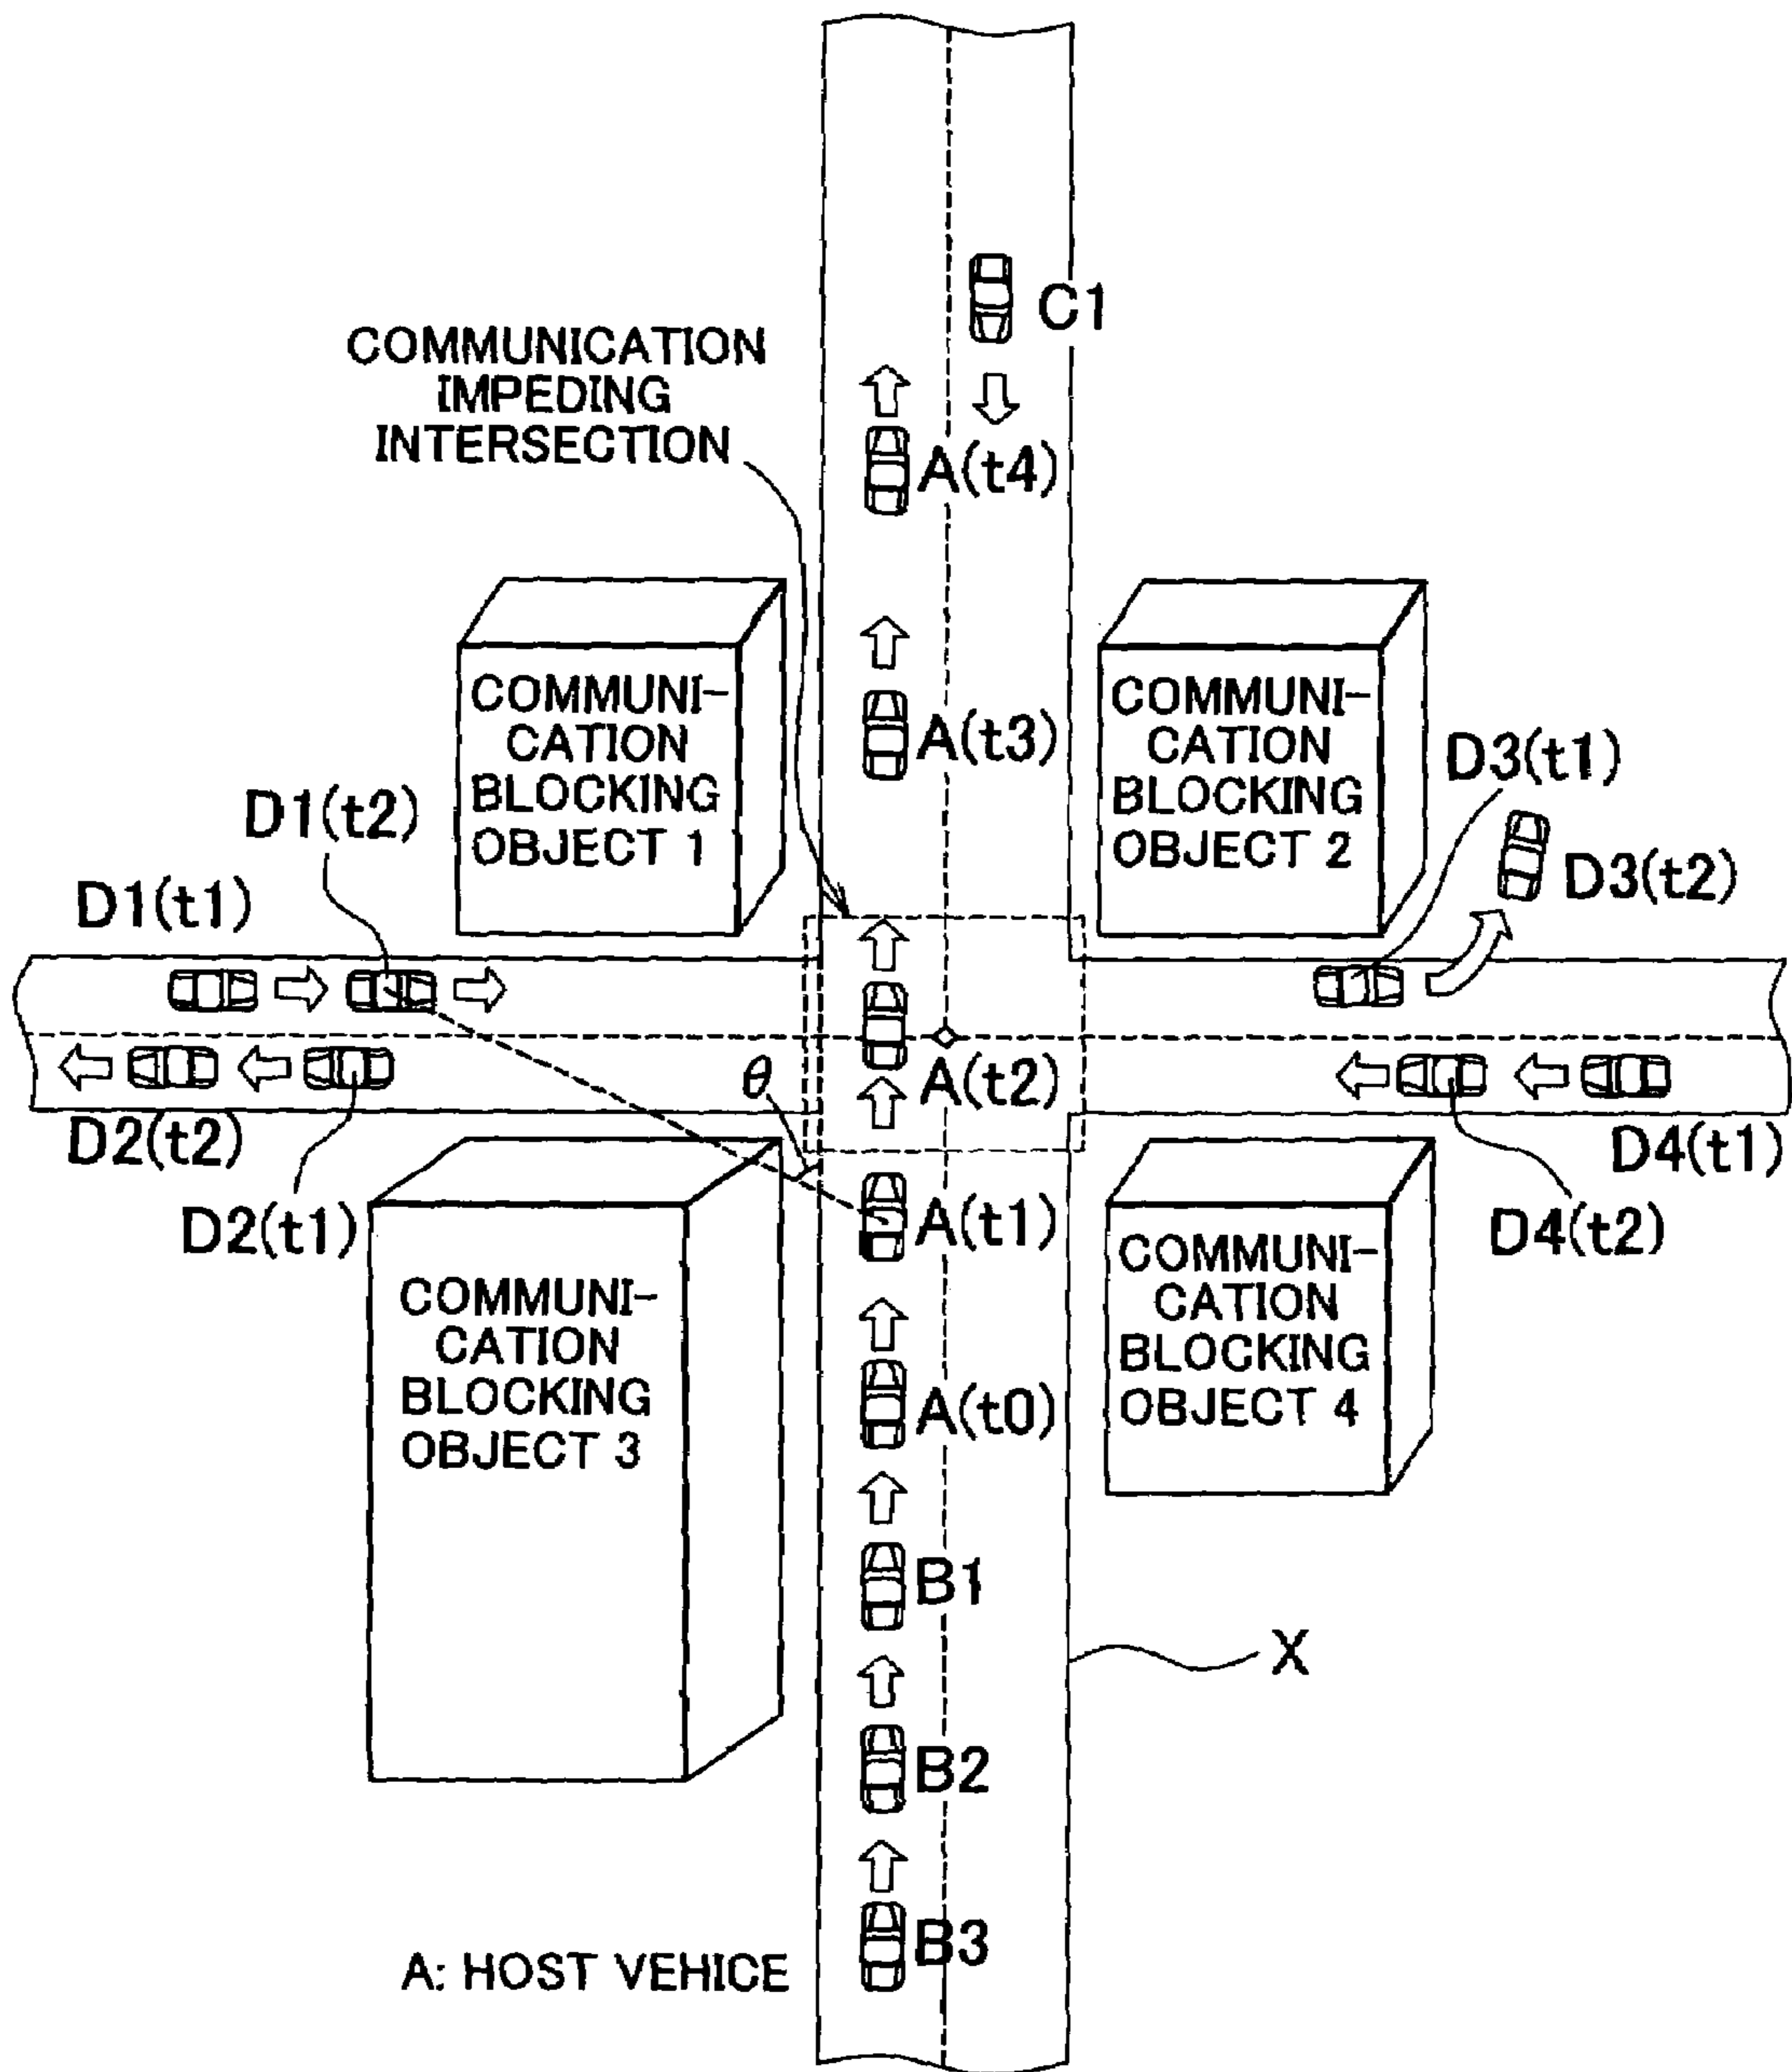 C1
COMMUNICATION
IMPEDING
INTERSECTION
A(t4)
COMMUNI-
CATION
BLOCKING
OBJECT 1
COMMUNI-
CATION
BLOCKING
OBJECT 2
A(t3)
D3(t1)
D1(t2)
D3(t2)
D1(t1)
θ
A(t2)
D2(t2)
D4(t1)
D2(t1)
A(t1)
D4(t2)
COMMUNI-
CATION
BLOCKING
OBJECT 3
COMMUNI-
CATION
BLOCKING
OBJECT 4
A(t0)
B1
X
B2
B3
A: HOST VEHICE